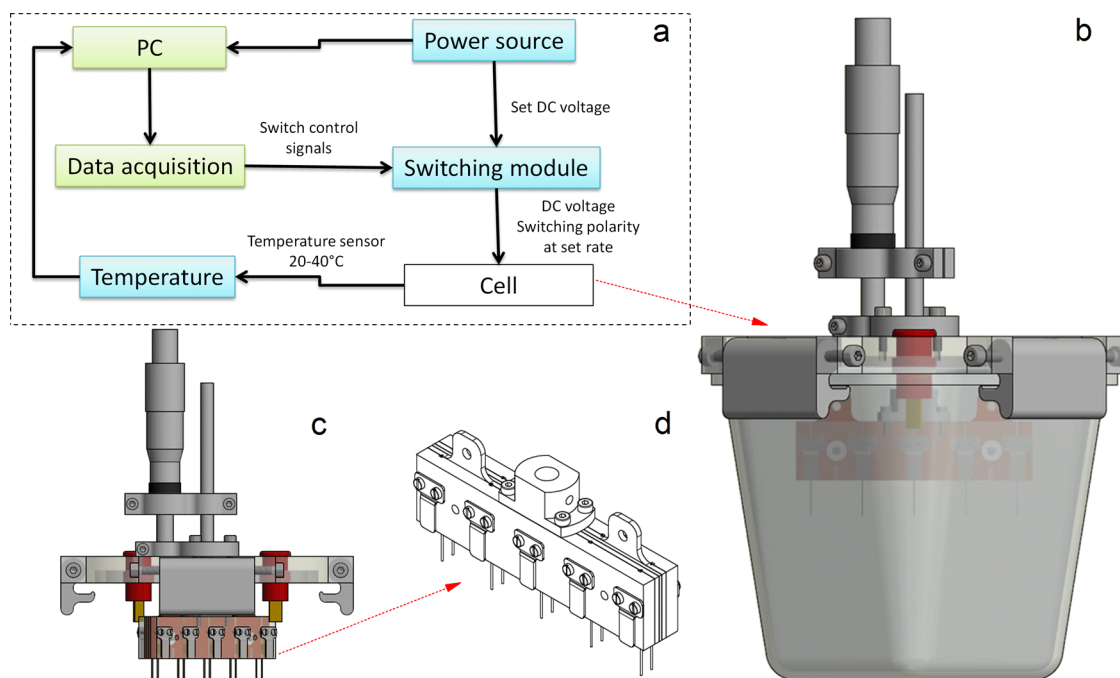 a
PC
Power source
Set DC voltage
Switch control
signals
Data acquisition
Switching module
DC voltage
Switching polarity
at set rate
Temperature sensor
20-40°C
Temperature
Cell
b
c
d